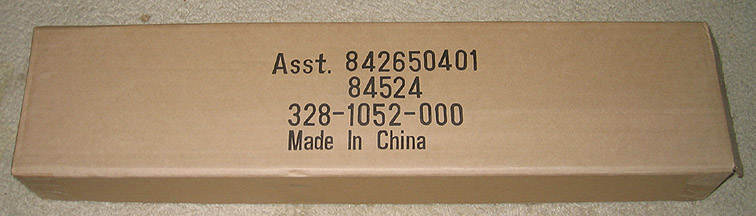 Asst. 842650401
84524
328-1052-000
Made In China